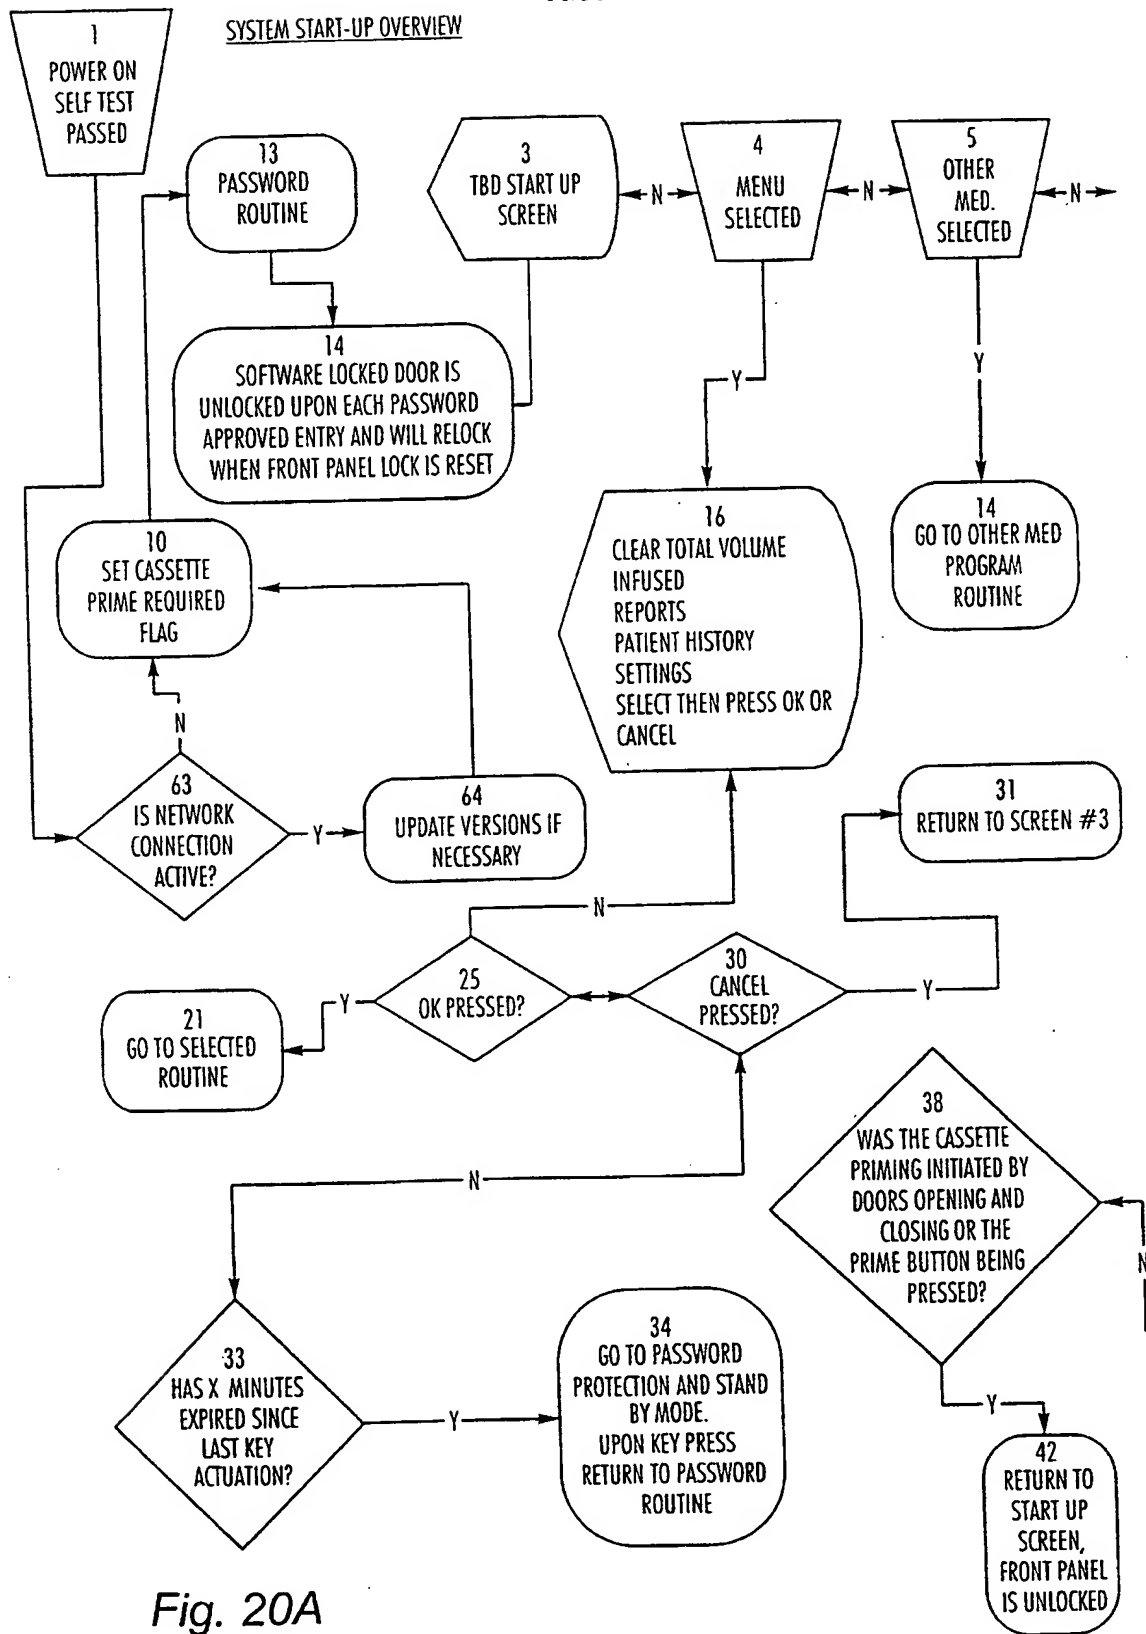 SYSTEM START-UP OVERVIEW
1
POWER ON
SELF TEST
PASSED
13
PASSWORD
ROUTINE
3
TBD START UP
SCREEN
N
4
MENU
SELECTED
N
5
OTHER
MED.
SELECTED
N
14
SOFTWARE LOCKED DOOR IS
UNLOCKED UPON EACH PASSWORD
APPROVED ENTRY AND WILL RELOCK
WHEN FRONT PANEL LOCK IS RESET
Y
Y
10
SET CASSETTE
PRIME REQUIRED
FLAG
16
CLEAR TOTAL VOLUME
INFUSED
REPORTS
PATIENT HISTORY
SETTINGS
SELECT THEN PRESS OK OR
CANCEL
14
GO TO OTHER MED
PROGRAM
ROUTINE
N
63
IS NETWORK
CONNECTION
ACTIVE?
Y
64
UPDATE VERSIONS IF
NECESSARY
31
RETURN TO SCREEN #3
N
25
OK PRESSED?
30
CANCEL
PRESSED?
Y
Y
21
GO TO SELECTED
ROUTINE
N
38
WAS THE CASSETTE
PRIMING INITIATED BY
DOORS OPENING AND
CLOSING OR THE
PRIME BUTTON BEING
PRESSED?
N
33
HAS X MINUTES
EXPIRED SINCE
LAST KEY
ACTUATION?
Y
34
GO TO PASSWORD
PROTECTION AND STAND
BY MODE.
UPON KEY PRESS
RETURN TO PASSWORD
ROUTINE
Y
42
RETURN TO
START UP
SCREEN,
FRONT PANEL
IS UNLOCKED
Fig. 20A